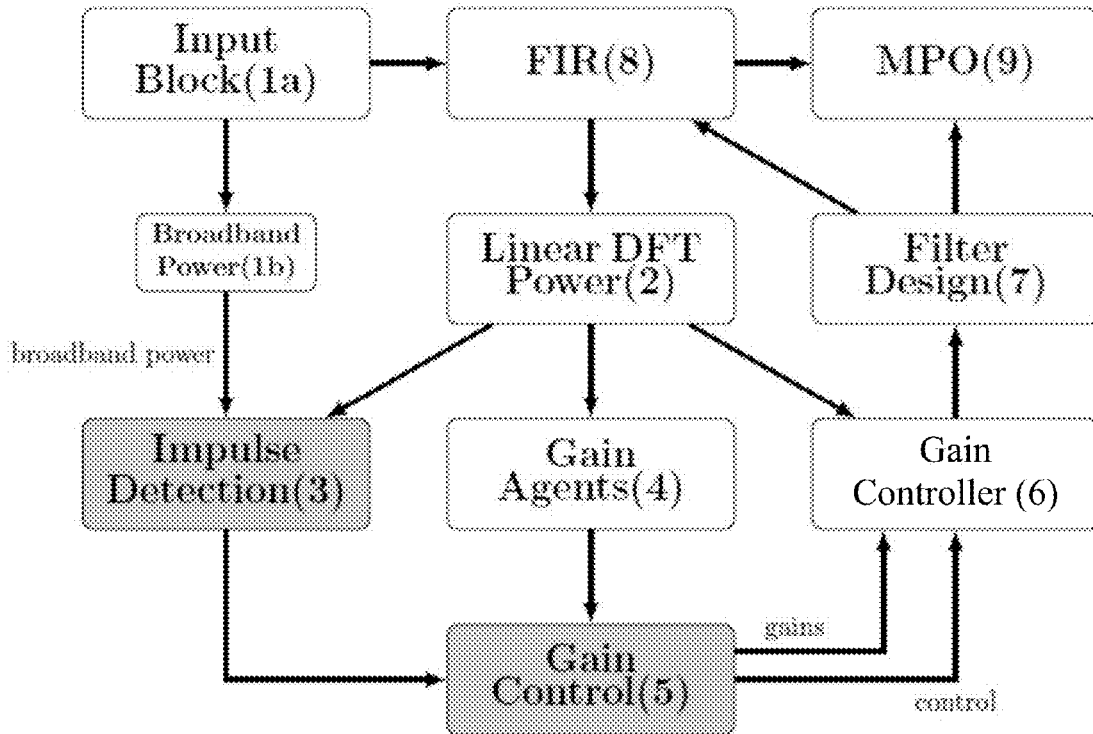 Input
Block(1a)
FIR(8)
MPO(9)
Broadband
Power(1b)
Linear DFT
Power(2)
Filter
Design(7)
broadband power
Impulse
Detection(3)
Gain
Agents(4)
Gain
Controller (6)
gains
Gain
Control(5)
control